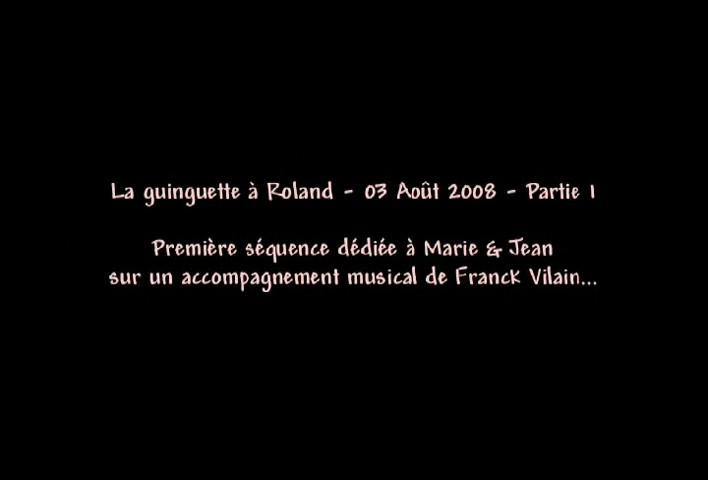 La guinguette à Roland - 03 Août 2008 - Partie 1
Première séquence dédiée à Marie & Jean
sur un accompagnement musical de Franck Vilain...